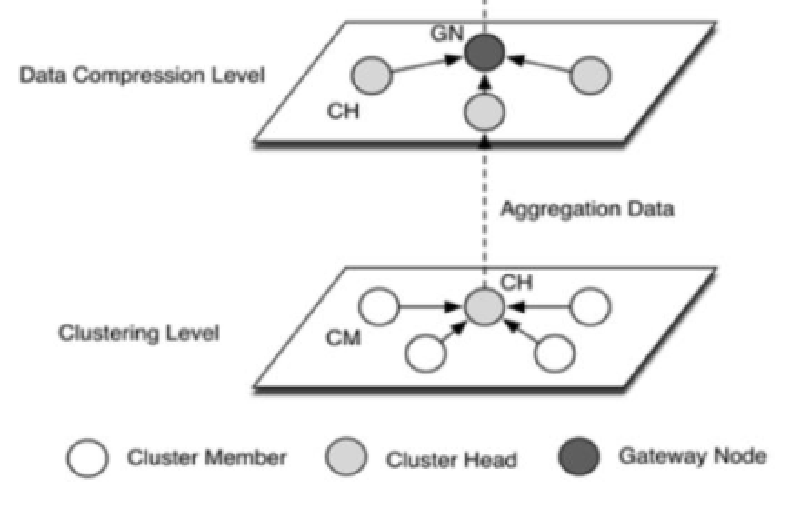 GN
Data Compression Level
CH
Aggregation Data
CH
Clustering Level
CM
Cluster Member
Cluster Head
Gateway Node